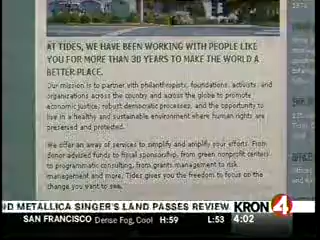 AT TIDES, WE HAVE BEEN WORKING WITH PEOPLE LIKE
YOU FOR MORE THAN 30 YEARS TO MAKE THE WORLD A
BETTER PLACE.
Our mission is to partner with philanthropists, foundations, activists, and
organizations across the country and across the globe to promote
economic justice, robust democratic processes, and the opportunity to
live in a healthy and sustainable environment where human rights are
preserved and protected.
We offer an array of services to simplify and amplify your efforts. From
donor advised funds to fiscal sponsorship, from green nonprofit centers
to programmatic consulting, from grants management to risk
management and more, Tides gives you the freedom to focus on the
change you want to see.
D METALLICA SINGER'S LAND PASSES REVIEW KRON 4
SAN FRANCISCO Dense Fog, Cool H:59 L:53 4:02